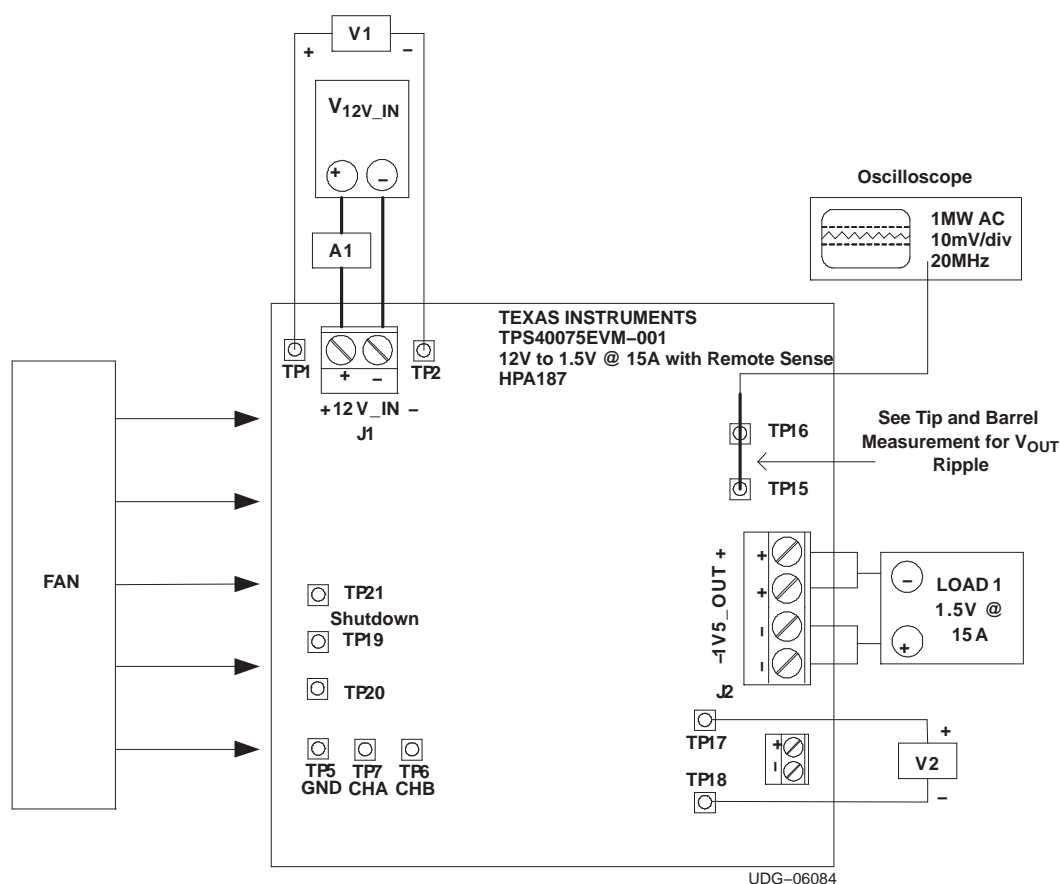 V1
+ −
V12V_IN
+ −
A1
Oscilloscope
1MW AC
10mV/div
20MHz
TEXAS INSTRUMENTS
TPS40075EVM−001
12V to 1.5V @ 15A with Remote Sense
HPA187
TP1
TP2
+ −
+12V_IN −
J1
TP16
TP15
See Tip and Barrel
Measurement for VOUT
Ripple
FAN
TP21
Shutdown
TP19
TP20
TP5
GND
TP7
CHA
TP6
CHB
−1V5_OUT +
+
+
−
−
J2
−
+
LOAD 1
1.5V @
15A
TP17
TP18
+
−
+
V2
−
UDG−06084